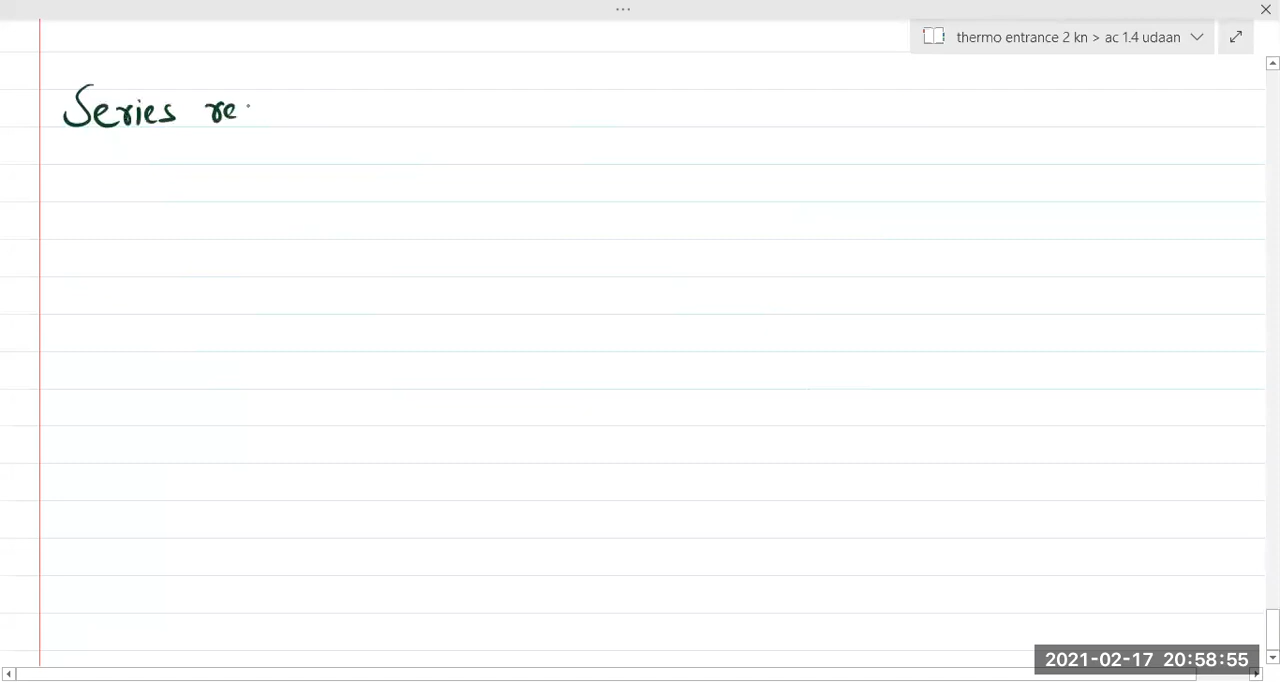 ...
thermo entrance 2 kn > ac 1.4 udaan
Series re
2021-02-17 20:58:55